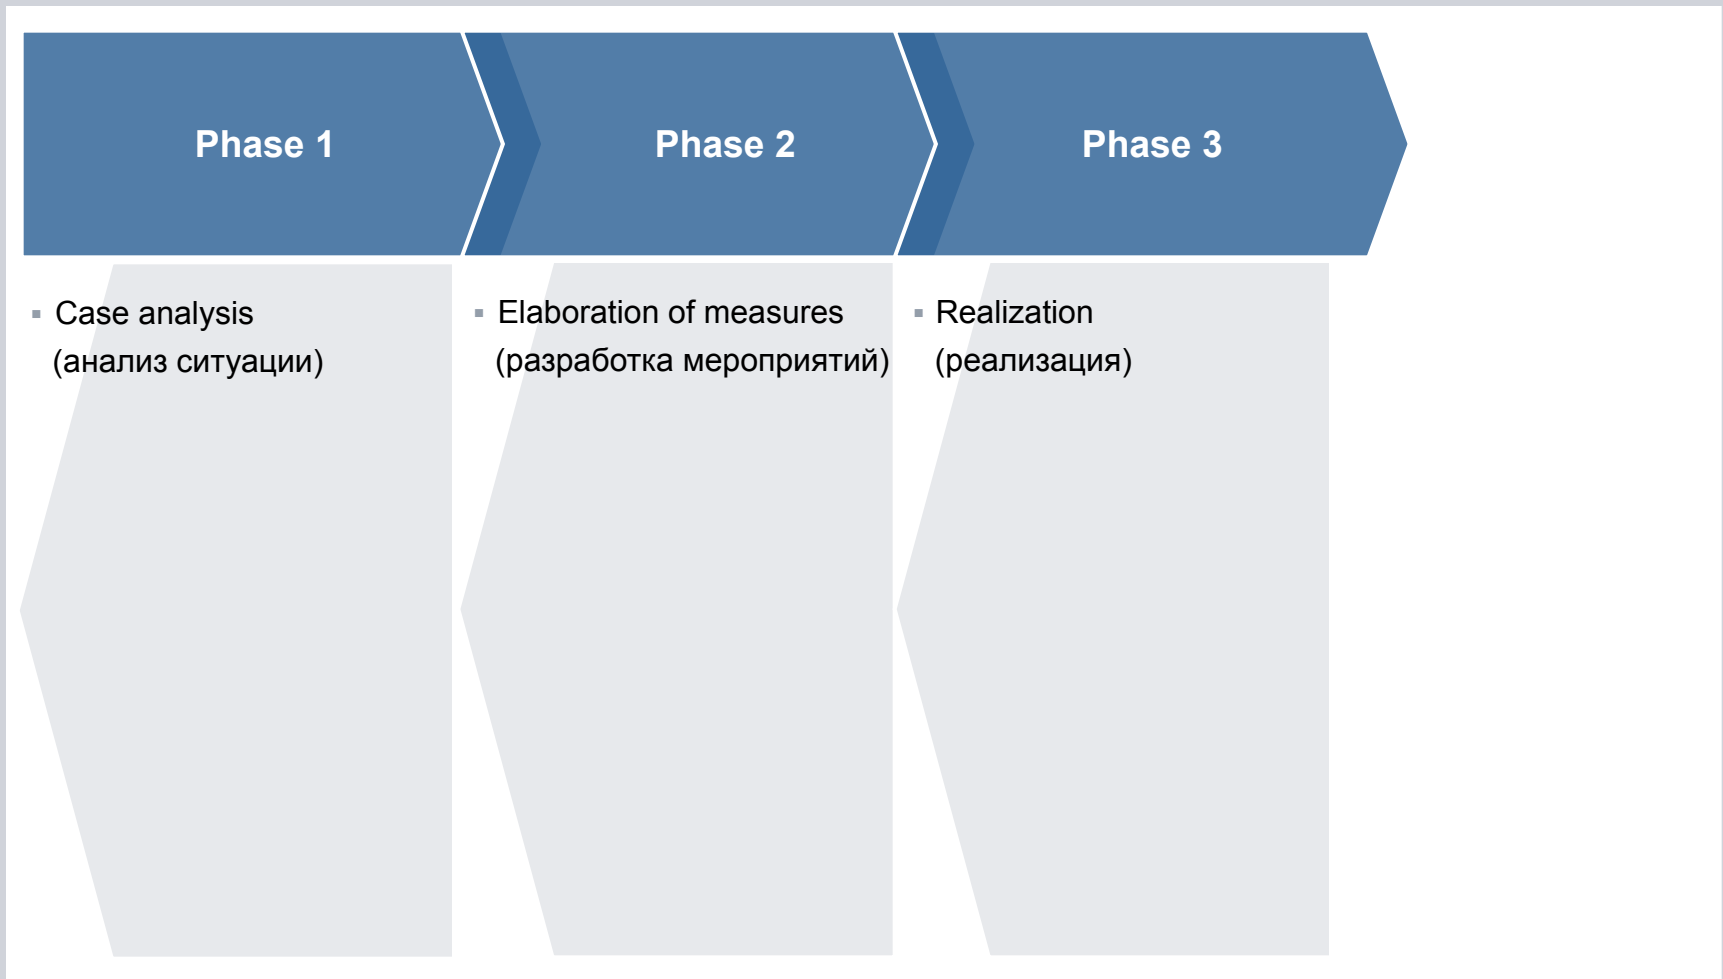 Phase 1
Phase 2
Phase 3
Case analysis
(анализ ситуации)
Elaboration of measures
(разработка мероприятий)
Realization
(реализация)